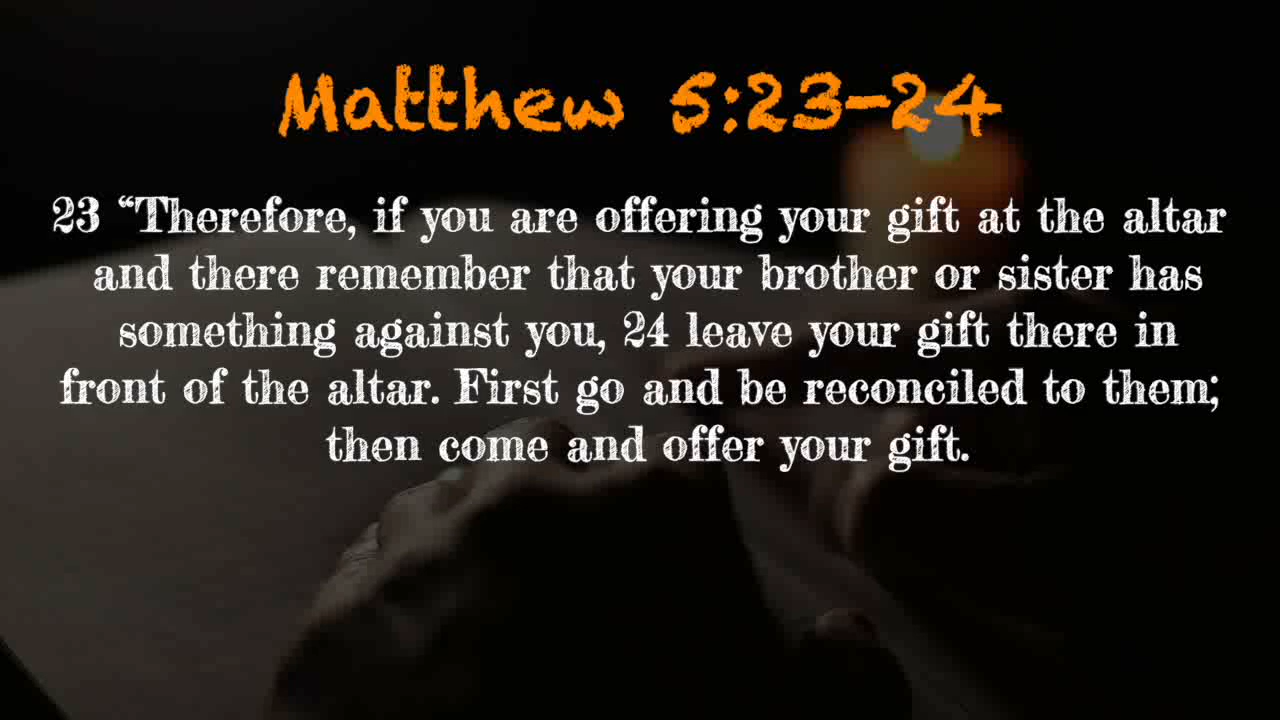 Matthew 5:23-24
23 “Therefore, if you are offering your gift at the altar
and there remember that your brother or sister has
something against you, 24 leave your gift there in
front of the altar. First go and be reconciled to them;
then come and offer your gift.